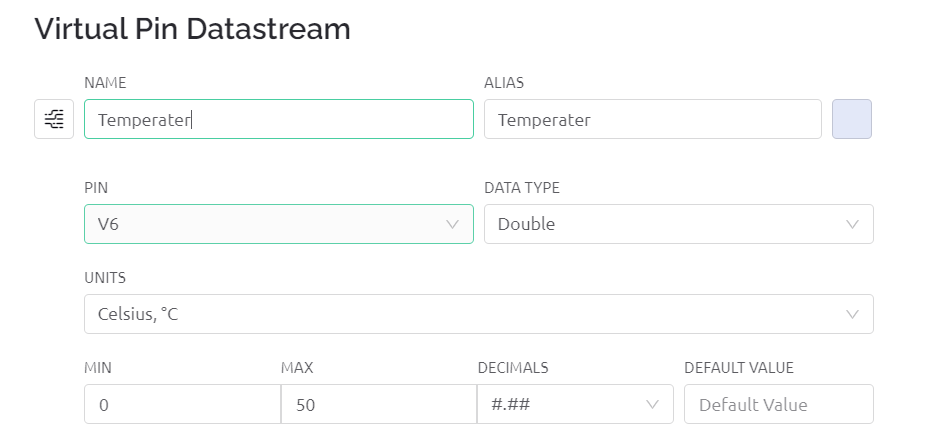 Virtual Pin Datastream
NAME ALIAS
Temperater Temperater
PIN DATA TYPE
V6 Double
UNITS
Celsius, °C
MIN MAX DECIMALS DEFAULT VALUE
0 50 #.## Default Value